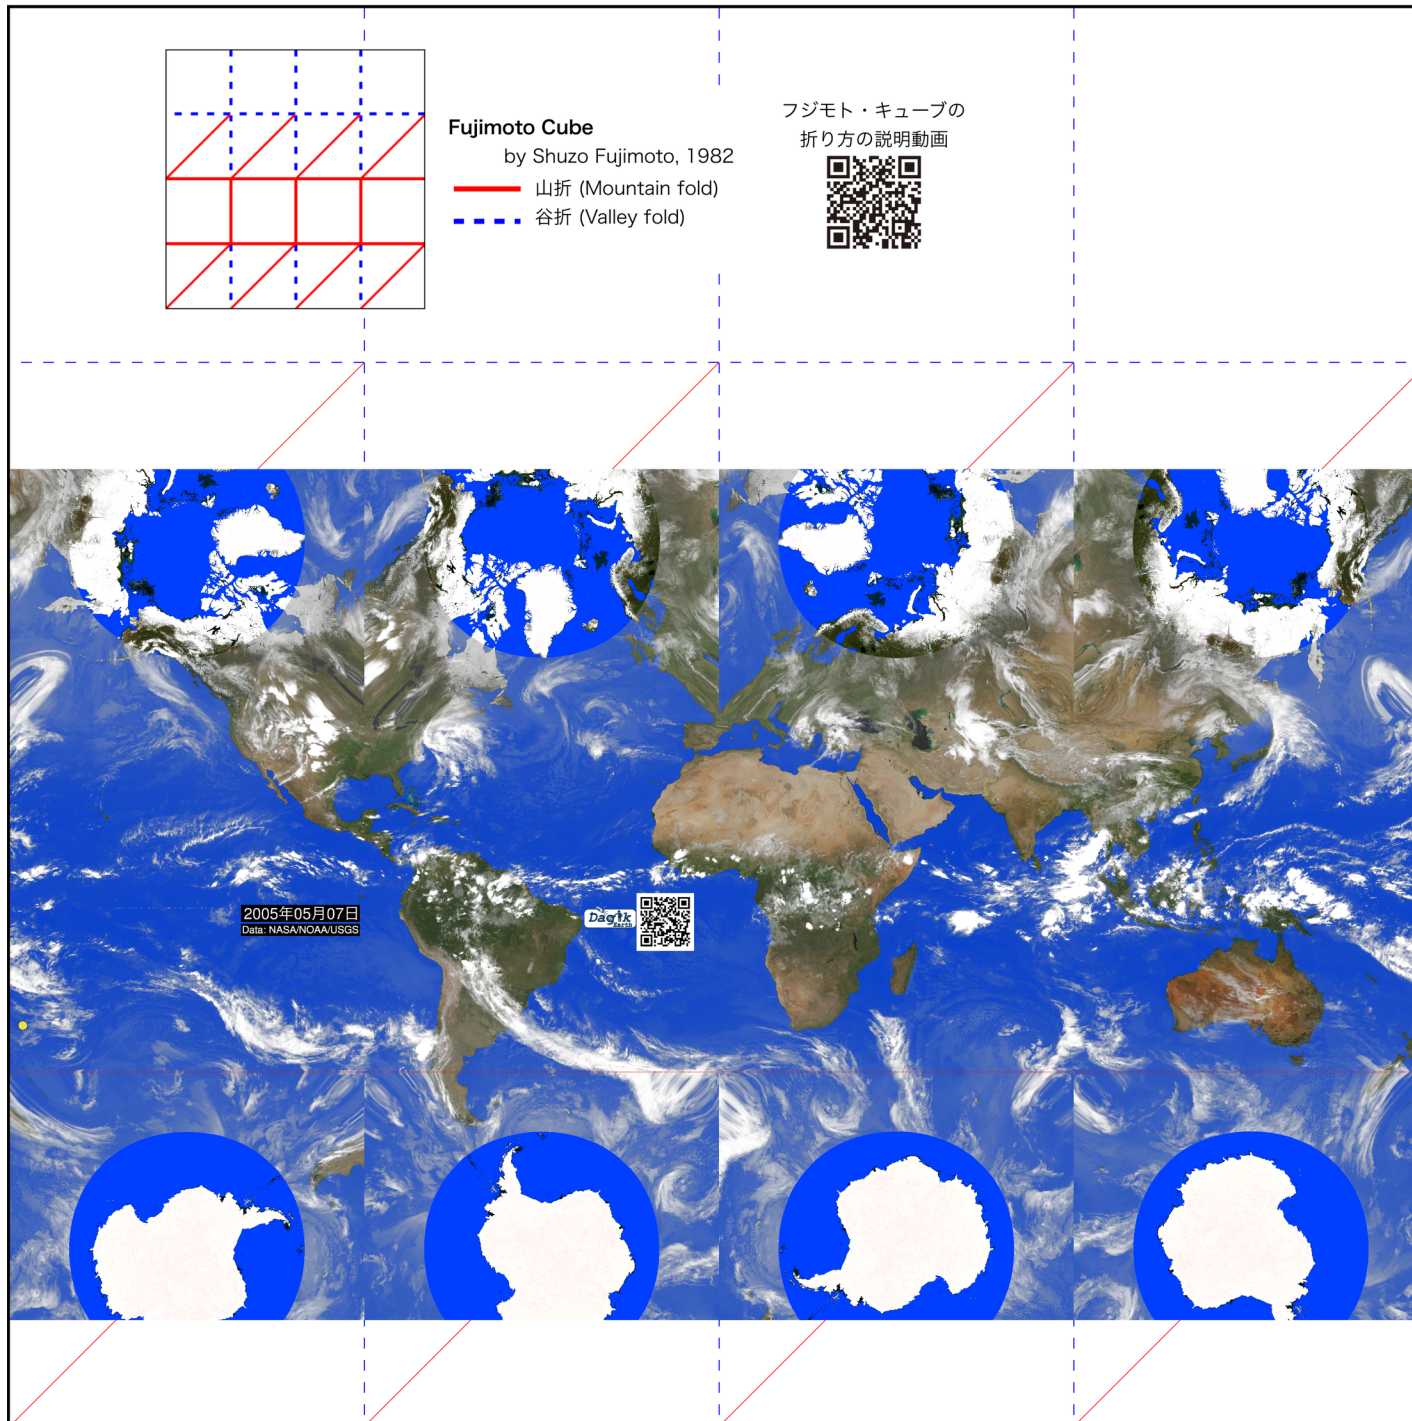 Fujimoto Cube
by Shuzo Fujimoto, 1982
山折 (Mountain fold)
谷折 (Valley fold)
フジモト・キューブの
折り方の説明動画
2005年05月07日
Data: NASA/NOAA/USGS
Dagik
Earth